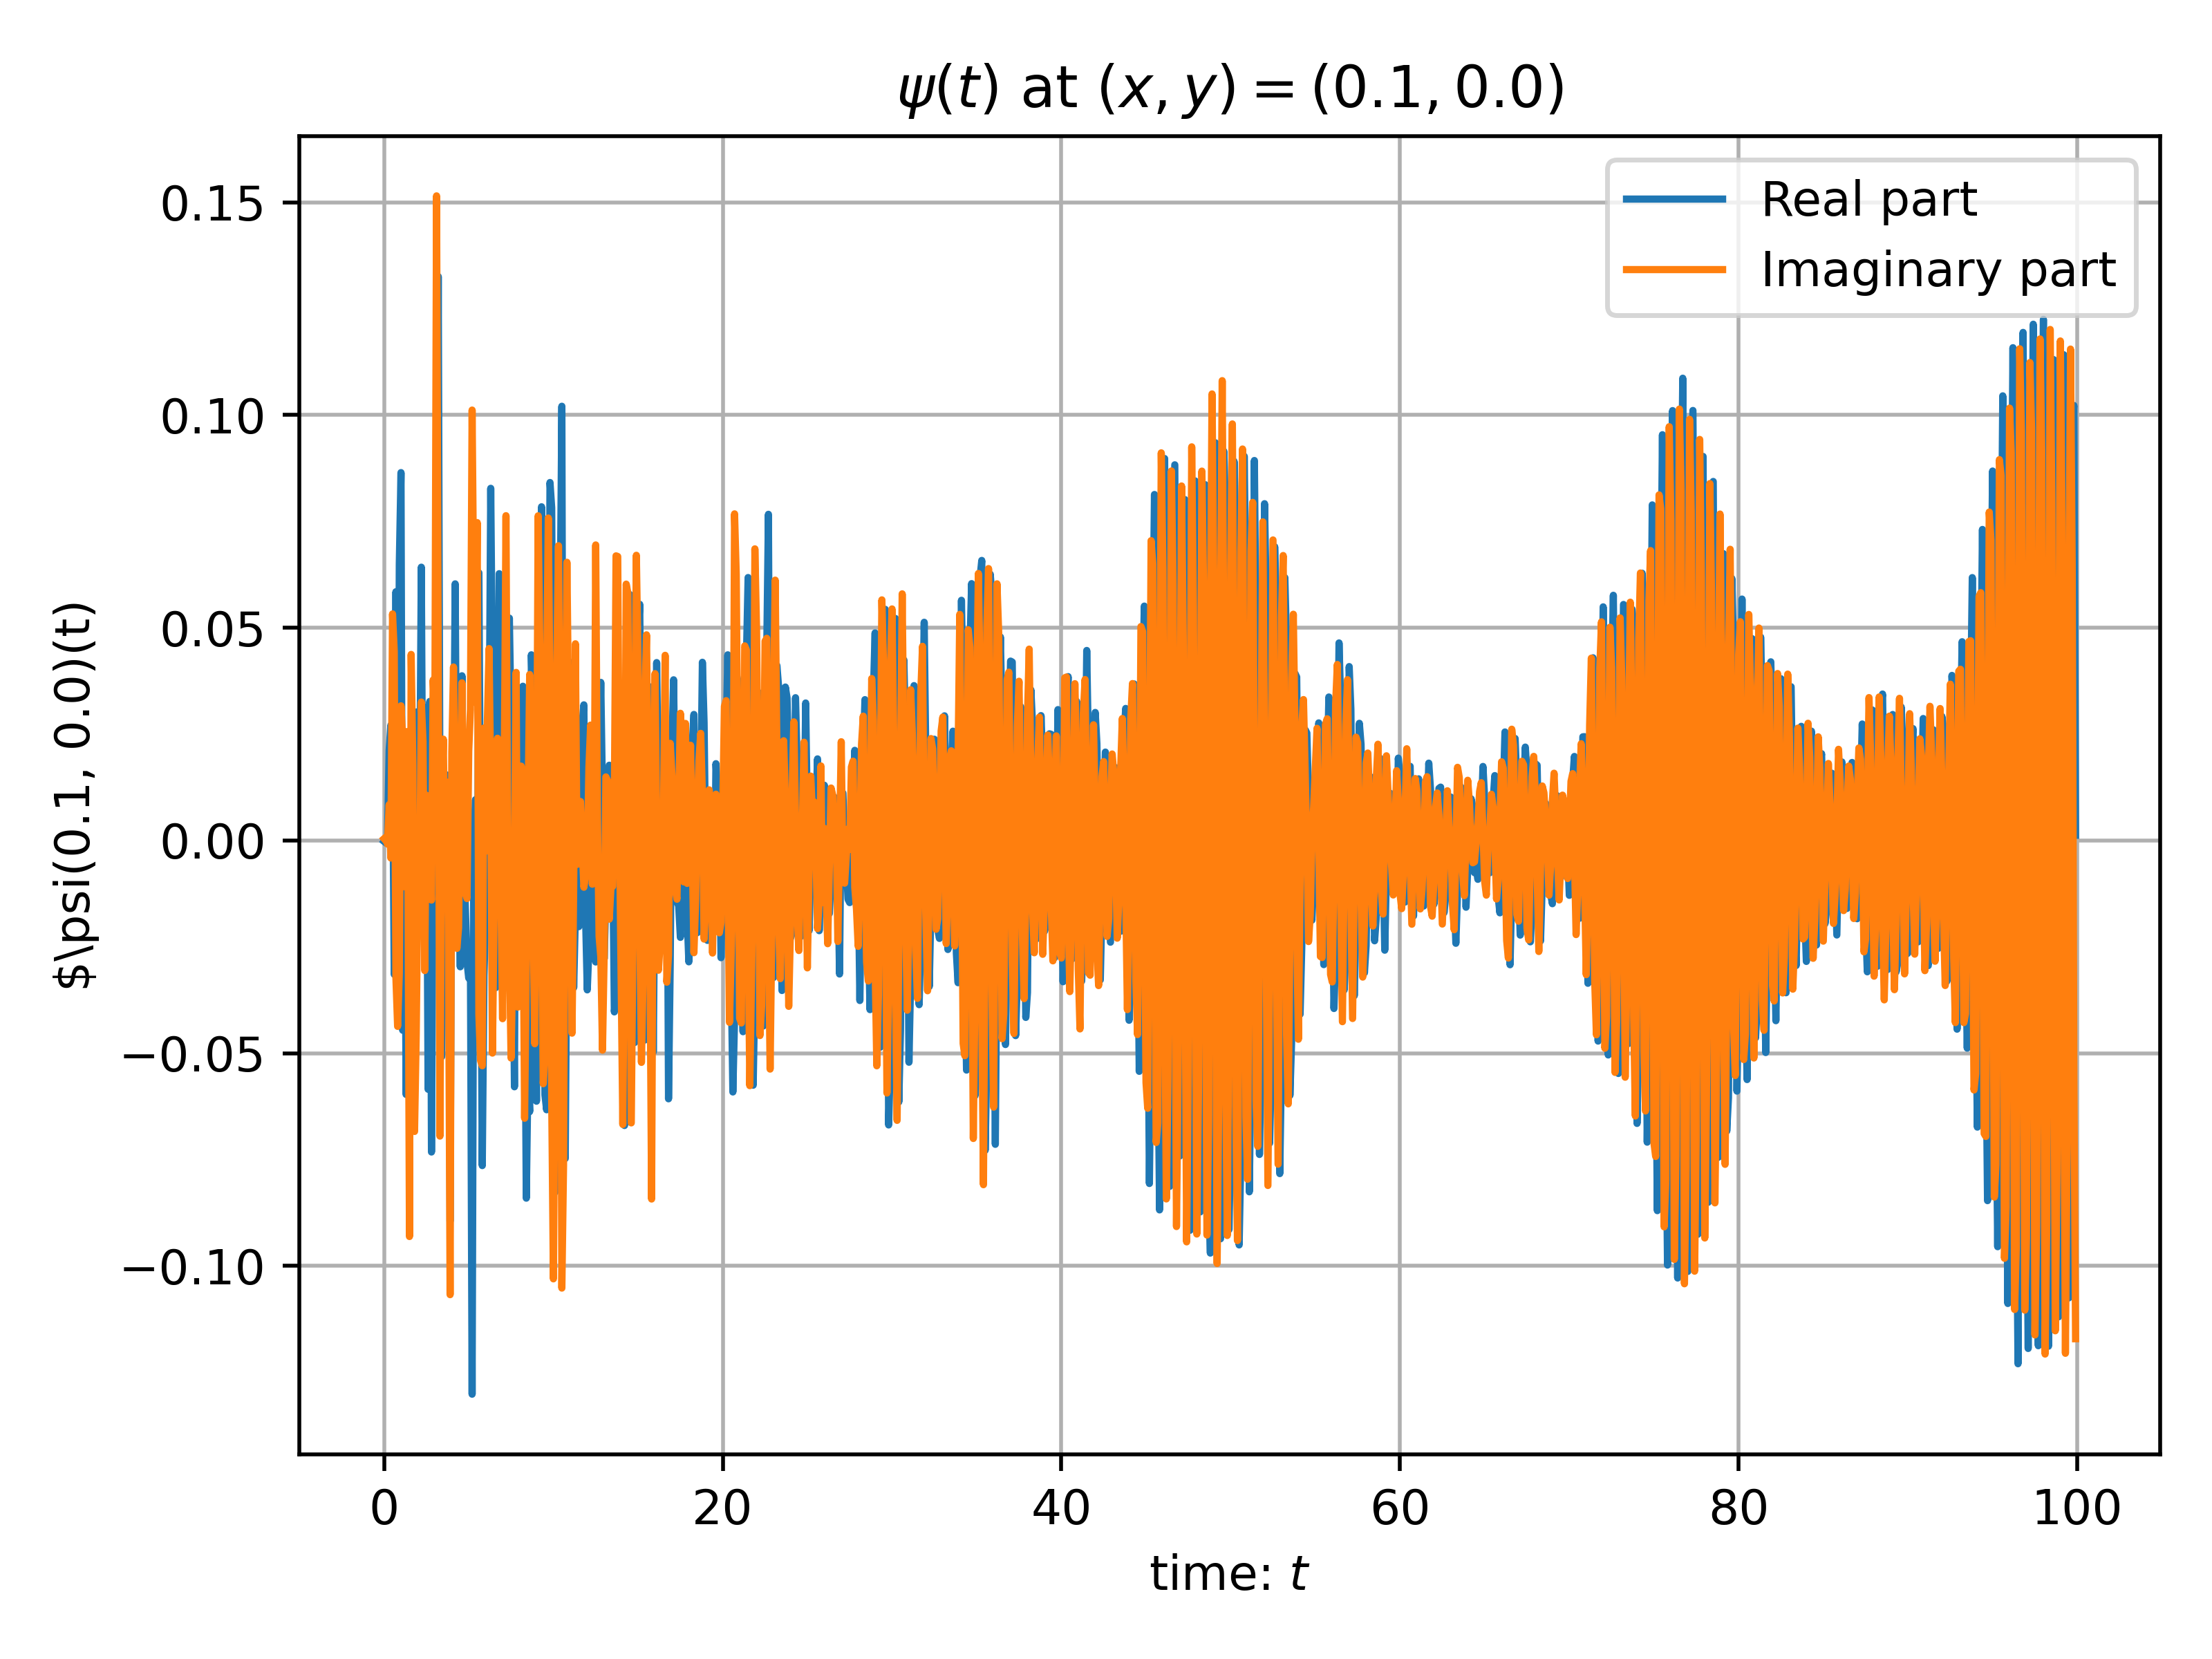 ψ(t) at (x, y) = (0.1, 0.0)
Real part
Imaginary part
0.15
0.10
0.05
0.00
−0.05
−0.10
$\psi(0.1, 0.0)(t)
0 20 40 60 80 100
time: t